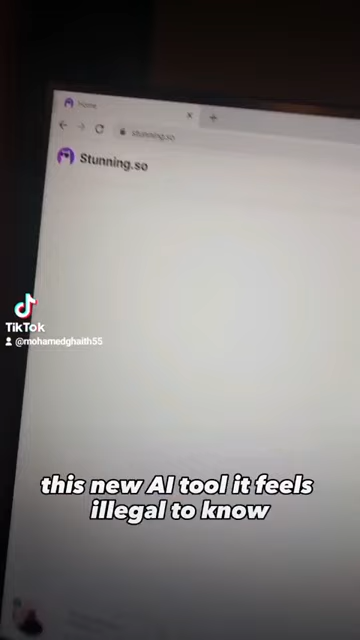 Home
stunning.so
Stunning.so
TikTok
@mohamedghaith55
this new AI tool it feels
illegal to know